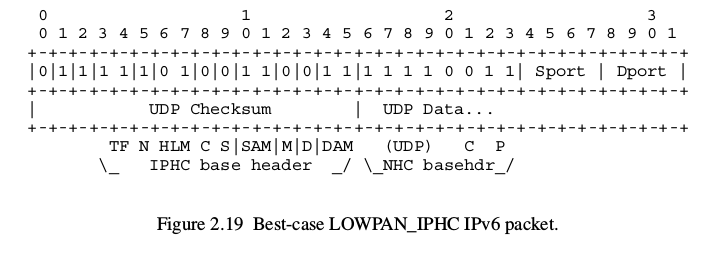 0                   1                   2                   3
0 1 2 3 4 5 6 7 8 9 0 1 2 3 4 5 6 7 8 9 0 1 2 3 4 5 6 7 8 9 0 1
+-+-+-+-+-+-+-+-+-+-+-+-+-+-+-+-+-+-+-+-+-+-+-+-+-+-+-+-+-+-+-+-+
|0|1|1|1 1|1|0 1|0|0|1 1|0|0|1 1|1 1 1 1 0 0 1 1| Sport | Dport |
+-+-+-+-+-+-+-+-+-+-+-+-+-+-+-+-+-+-+-+-+-+-+-+-+-+-+-+-+-+-+-+-+
|          UDP Checksum         |  UDP Data...
+-+-+-+-+-+-+-+-+-+-+-+-+-+-+-+-+-+-+-+-+-+-+-+-+-+-+-+-+-+-+-+-+
TF N HLM C S|SAM|M|D|DAM   (UDP)   C  P
\_   IPHC base header  _/ \_NHC basehdr_/
Figure 2.19 Best-case LOWPAN_IPHC IPv6 packet.